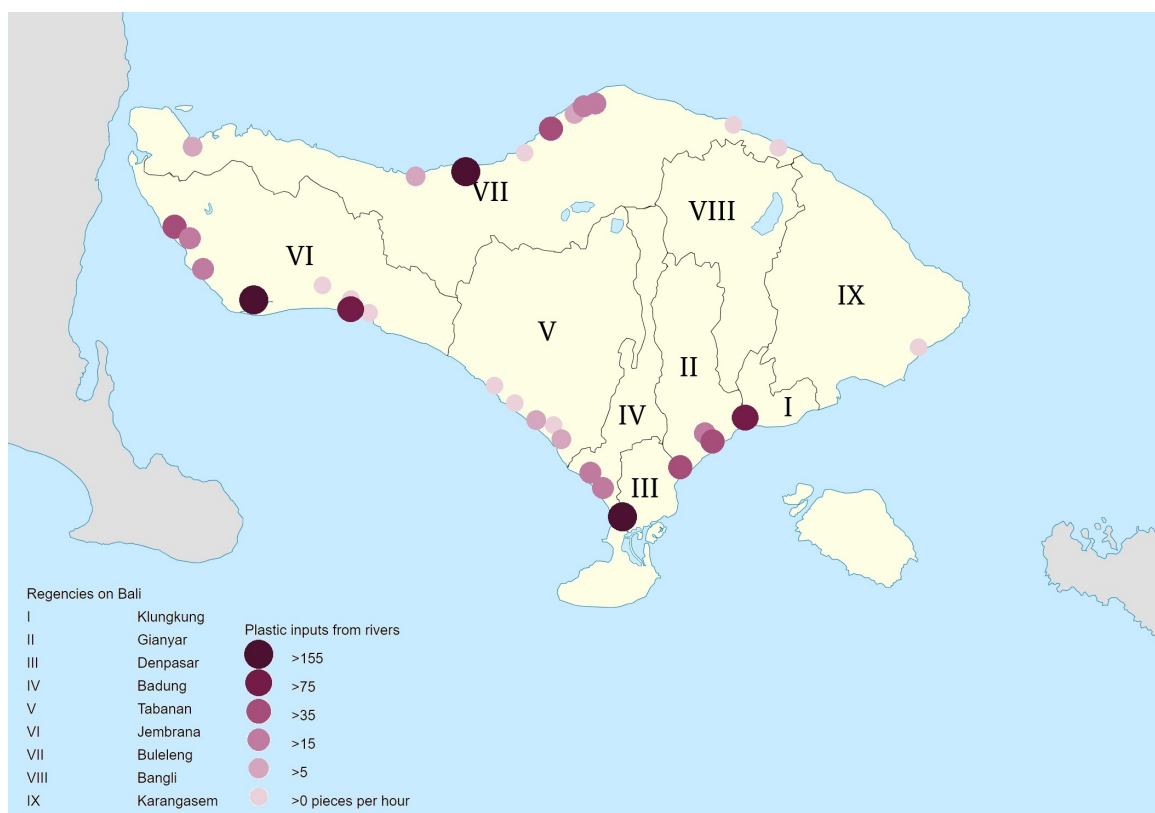 VII
VIII
VI
IX
V
II
IV
I
III
Regencies on Bali
I Klungkung
II Gianyar
III Denpasar
IV Badung
V Tabanan
VI Jembrana
VII Buleleng
VIII Bangli
IX Karangasem
Plastic inputs from rivers
>155
>75
>35
>15
>5
>0 pieces per hour